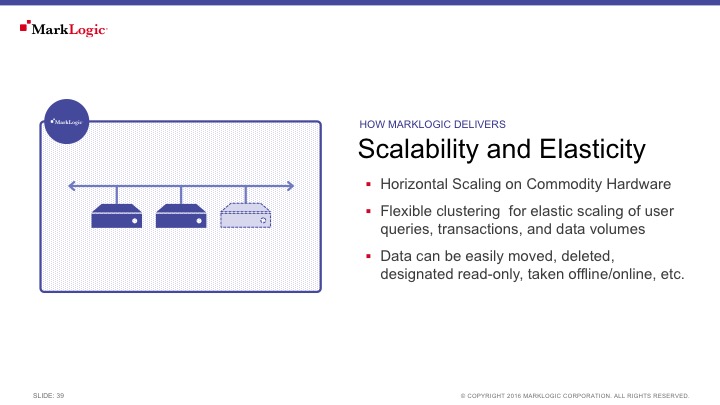 MarkLogic
MarkLogic
HOW MARKLOGIC DELIVERS
Scalability and Elasticity
Horizontal Scaling on Commodity Hardware
Flexible clustering for elastic scaling of user
queries, transactions, and data volumes
Data can be easily moved, deleted,
designated read-only, taken offline/online, etc.
SLIDE: 39
© COPYRIGHT 2016 MARKLOGIC CORPORATION. ALL RIGHTS RESERVED.